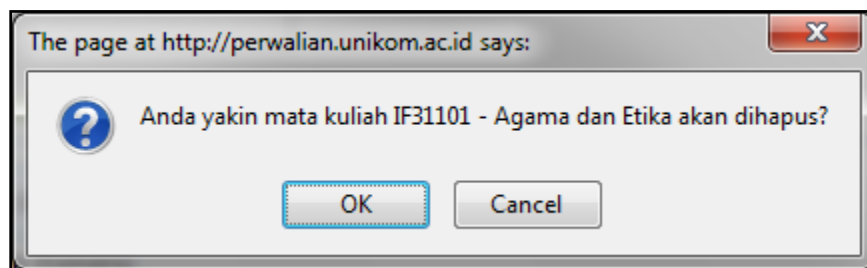 The page at http://perwalian.unikom.ac.id says:
Anda yakin mata kuliah IF31101 - Agama dan Etika akan dihapus?
OK
Cancel